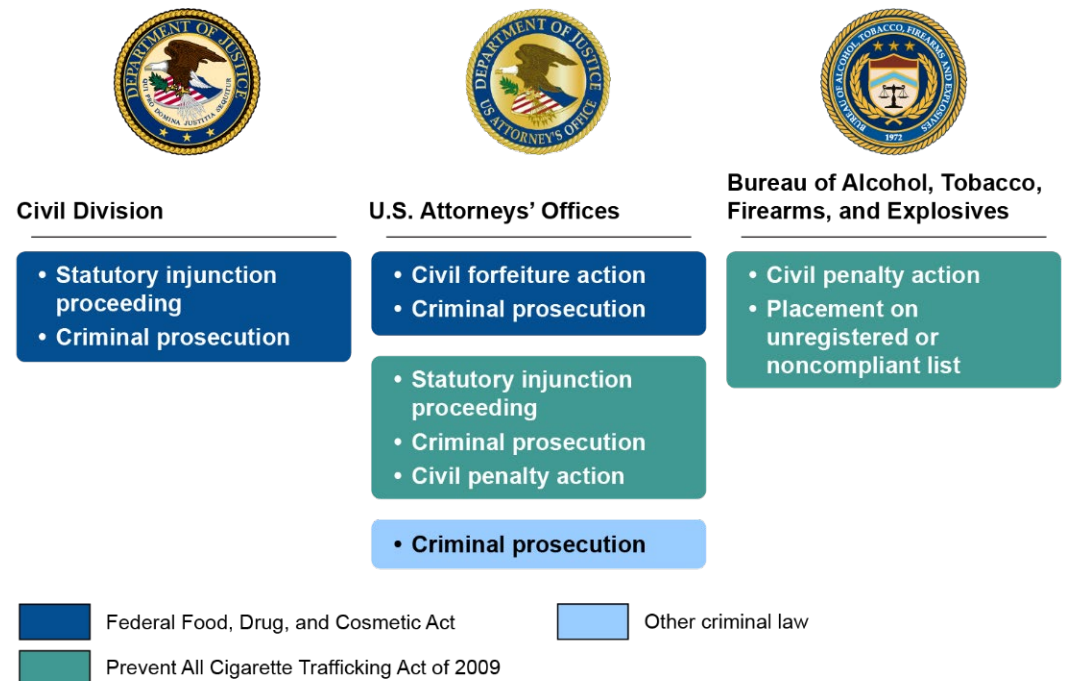 DEPARTMENT OF JUSTICE
QUI PRO DOMINA JUSTITIA SEQUITUR
DEPARTMENT OF JUSTICE
US ATTORNEY'S OFFICE
BUREAU OF ALCOHOL, TOBACCO, FIREARMS AND EXPLOSIVES
1972
Civil Division
U.S. Attorneys’ Offices
Bureau of Alcohol, Tobacco,
Firearms, and Explosives
• Statutory injunction
proceeding
• Criminal prosecution
• Civil forfeiture action
• Criminal prosecution
• Statutory injunction
proceeding
• Criminal prosecution
• Civil penalty action
• Criminal prosecution
• Civil penalty action
• Placement on
unregistered or
noncompliant list
Federal Food, Drug, and Cosmetic Act
Other criminal law
Prevent All Cigarette Trafficking Act of 2009